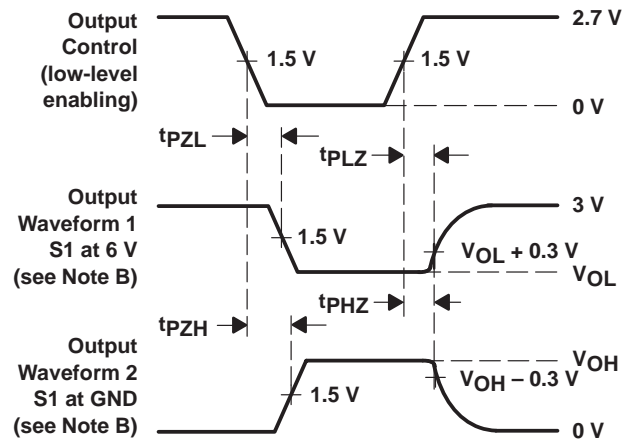 Output
Control
(low-level
enabling)
1.5 V
1.5 V
2.7 V
0 V
tPZL
tPLZ
Output
Waveform 1
S1 at 6 V
(see Note B)
1.5 V
3 V
VOL + 0.3 V
VOL
tPHZ
tPZH
Output
Waveform 2
S1 at GND
(see Note B)
1.5 V
VOH
VOH − 0.3 V
0 V